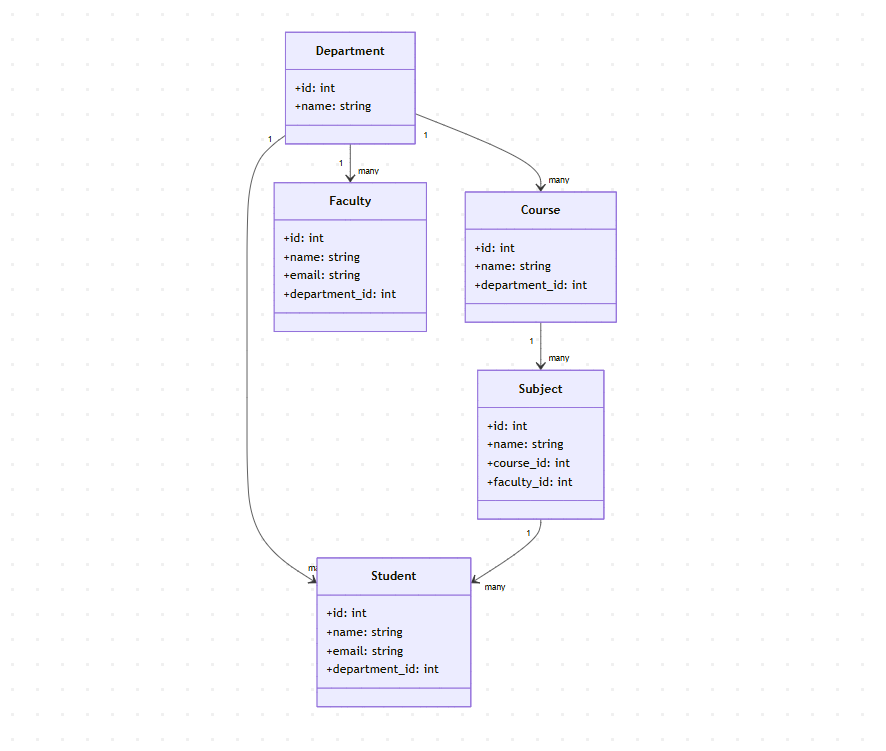 Department
+id: int
+name: string
1
1
1
many
many
Faculty
+id: int
+name: string
+email: string
+department_id: int
Course
+id: int
+name: string
+department_id: int
1
many
Subject
+id: int
+name: string
+course_id: int
+faculty_id: int
1
many
Student
+id: int
+name: string
+email: string
+department_id: int